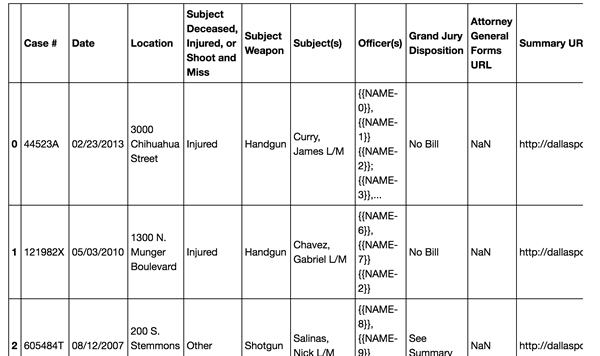 Case # Date Location Subject Deceased, Injured, or Shoot and Miss Subject Weapon Subject(s) Officer(s) Grand Jury Disposition Attorney General Forms URL Summary UR
0 44523A 02/23/2013 3000 Chihuahua Street Injured Handgun Curry, James L/M {{NAME-0}}, {{NAME-1}} {{NAME-2}}; {{NAME-3}},... No Bill NaN http://dallaspo
1 121982X 05/03/2010 1300 N. Munger Boulevard Injured Handgun Chavez, Gabriel L/M {{NAME-6}}, {{NAME-7}} {{NAME-2}} No Bill NaN http://dallaspo
2 605484T 08/12/2007 200 S. Stemmons Other Shotgun Salinas, Nick L/M {{NAME-8}}, {{NAME-9}} See Summary NaN http://dallaspo